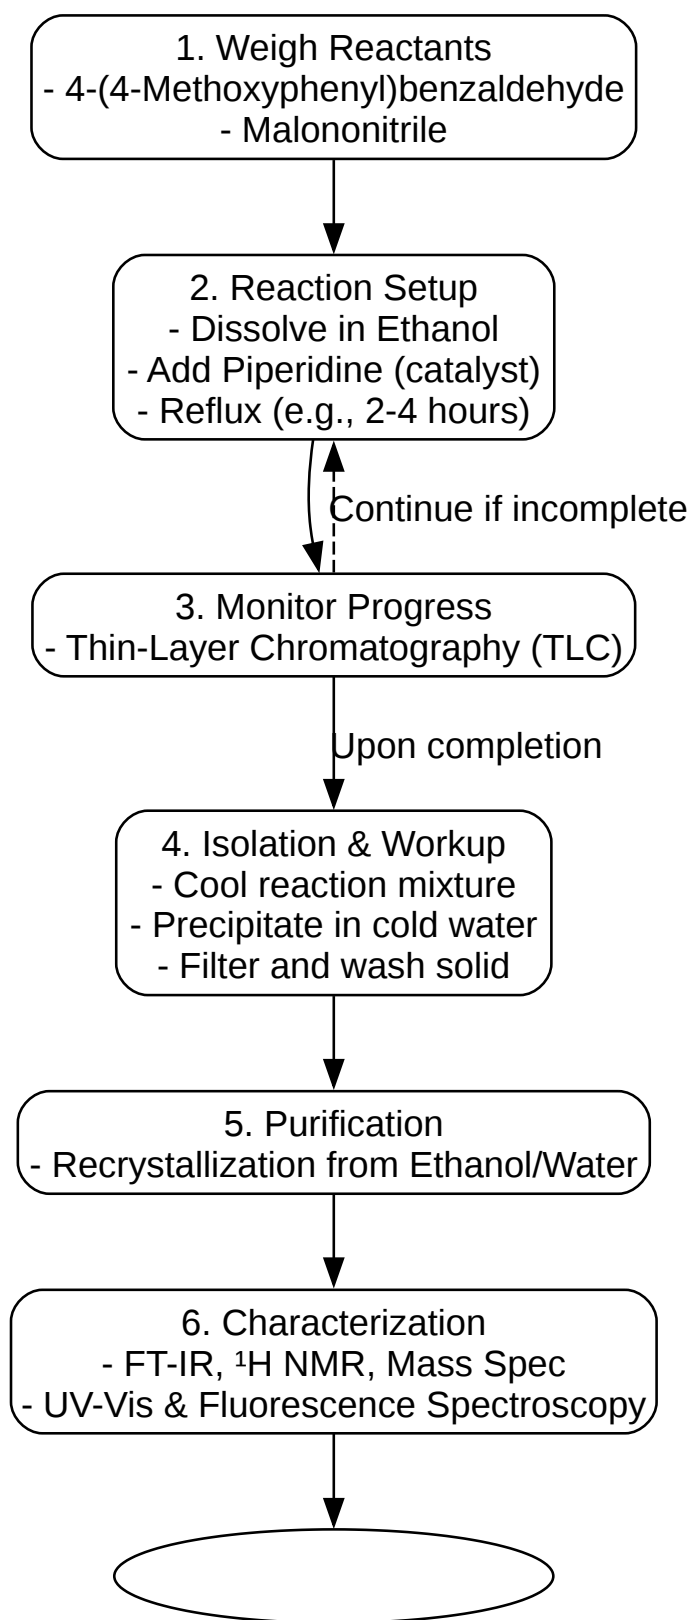 1. Weigh Reactants
- 4-(4-Methoxyphenyl)benzaldehyde
- Malononitrile
2. Reaction Setup
- Dissolve in Ethanol
- Add Piperidine (catalyst)
- Reflux (e.g., 2-4 hours)
Continue if incomplete
3. Monitor Progress
- Thin-Layer Chromatography (TLC)
Upon completion
4. Isolation & Workup
- Cool reaction mixture
- Precipitate in cold water
- Filter and wash solid
5. Purification
- Recrystallization from Ethanol/Water
6. Characterization
- FT-IR, ¹H NMR, Mass Spec
- UV-Vis & Fluorescence Spectroscopy